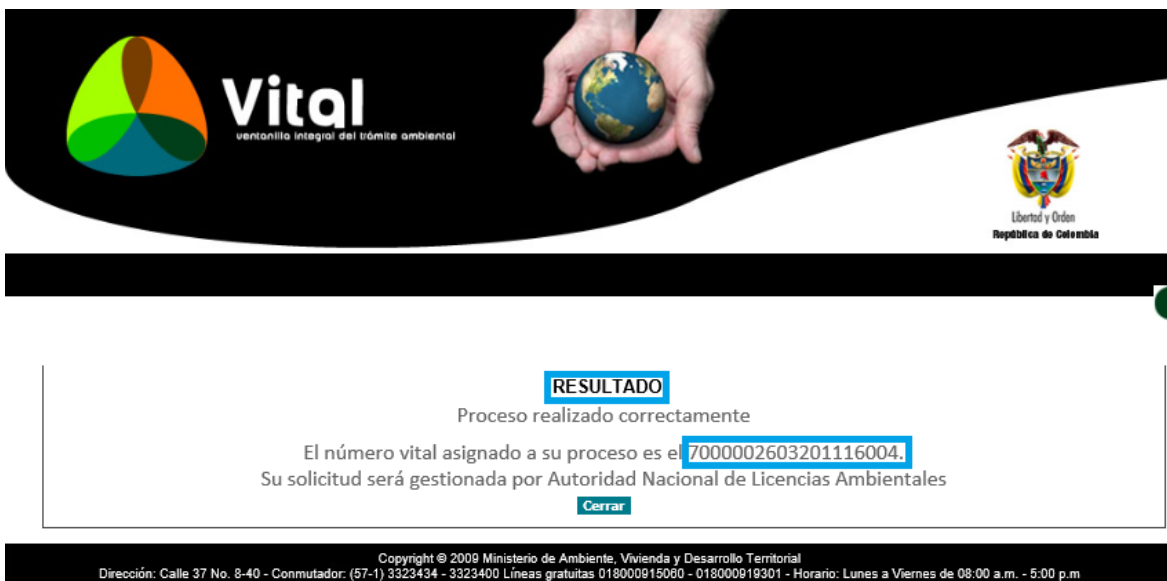 Vital
ventanilla integral del trámite ambiental
Libertad y Orden
República de Colombia
RESULTADO
Proceso realizado correctamente
El número vital asignado a su proceso es el 7000002603201116004.
Su solicitud será gestionada por Autoridad Nacional de Licencias Ambientales
Cerrar
Copyright © 2009 Ministerio de Ambiente, Vivienda y Desarrollo Territorial
Dirección: Calle 37 No. 8-40 - Conmutador: (57-1) 3323434 - 3323400 Líneas gratuitas 018000915060 - 018000919301 - Horario: Lunes a Viernes de 08:00 a.m. - 5:00 p.m